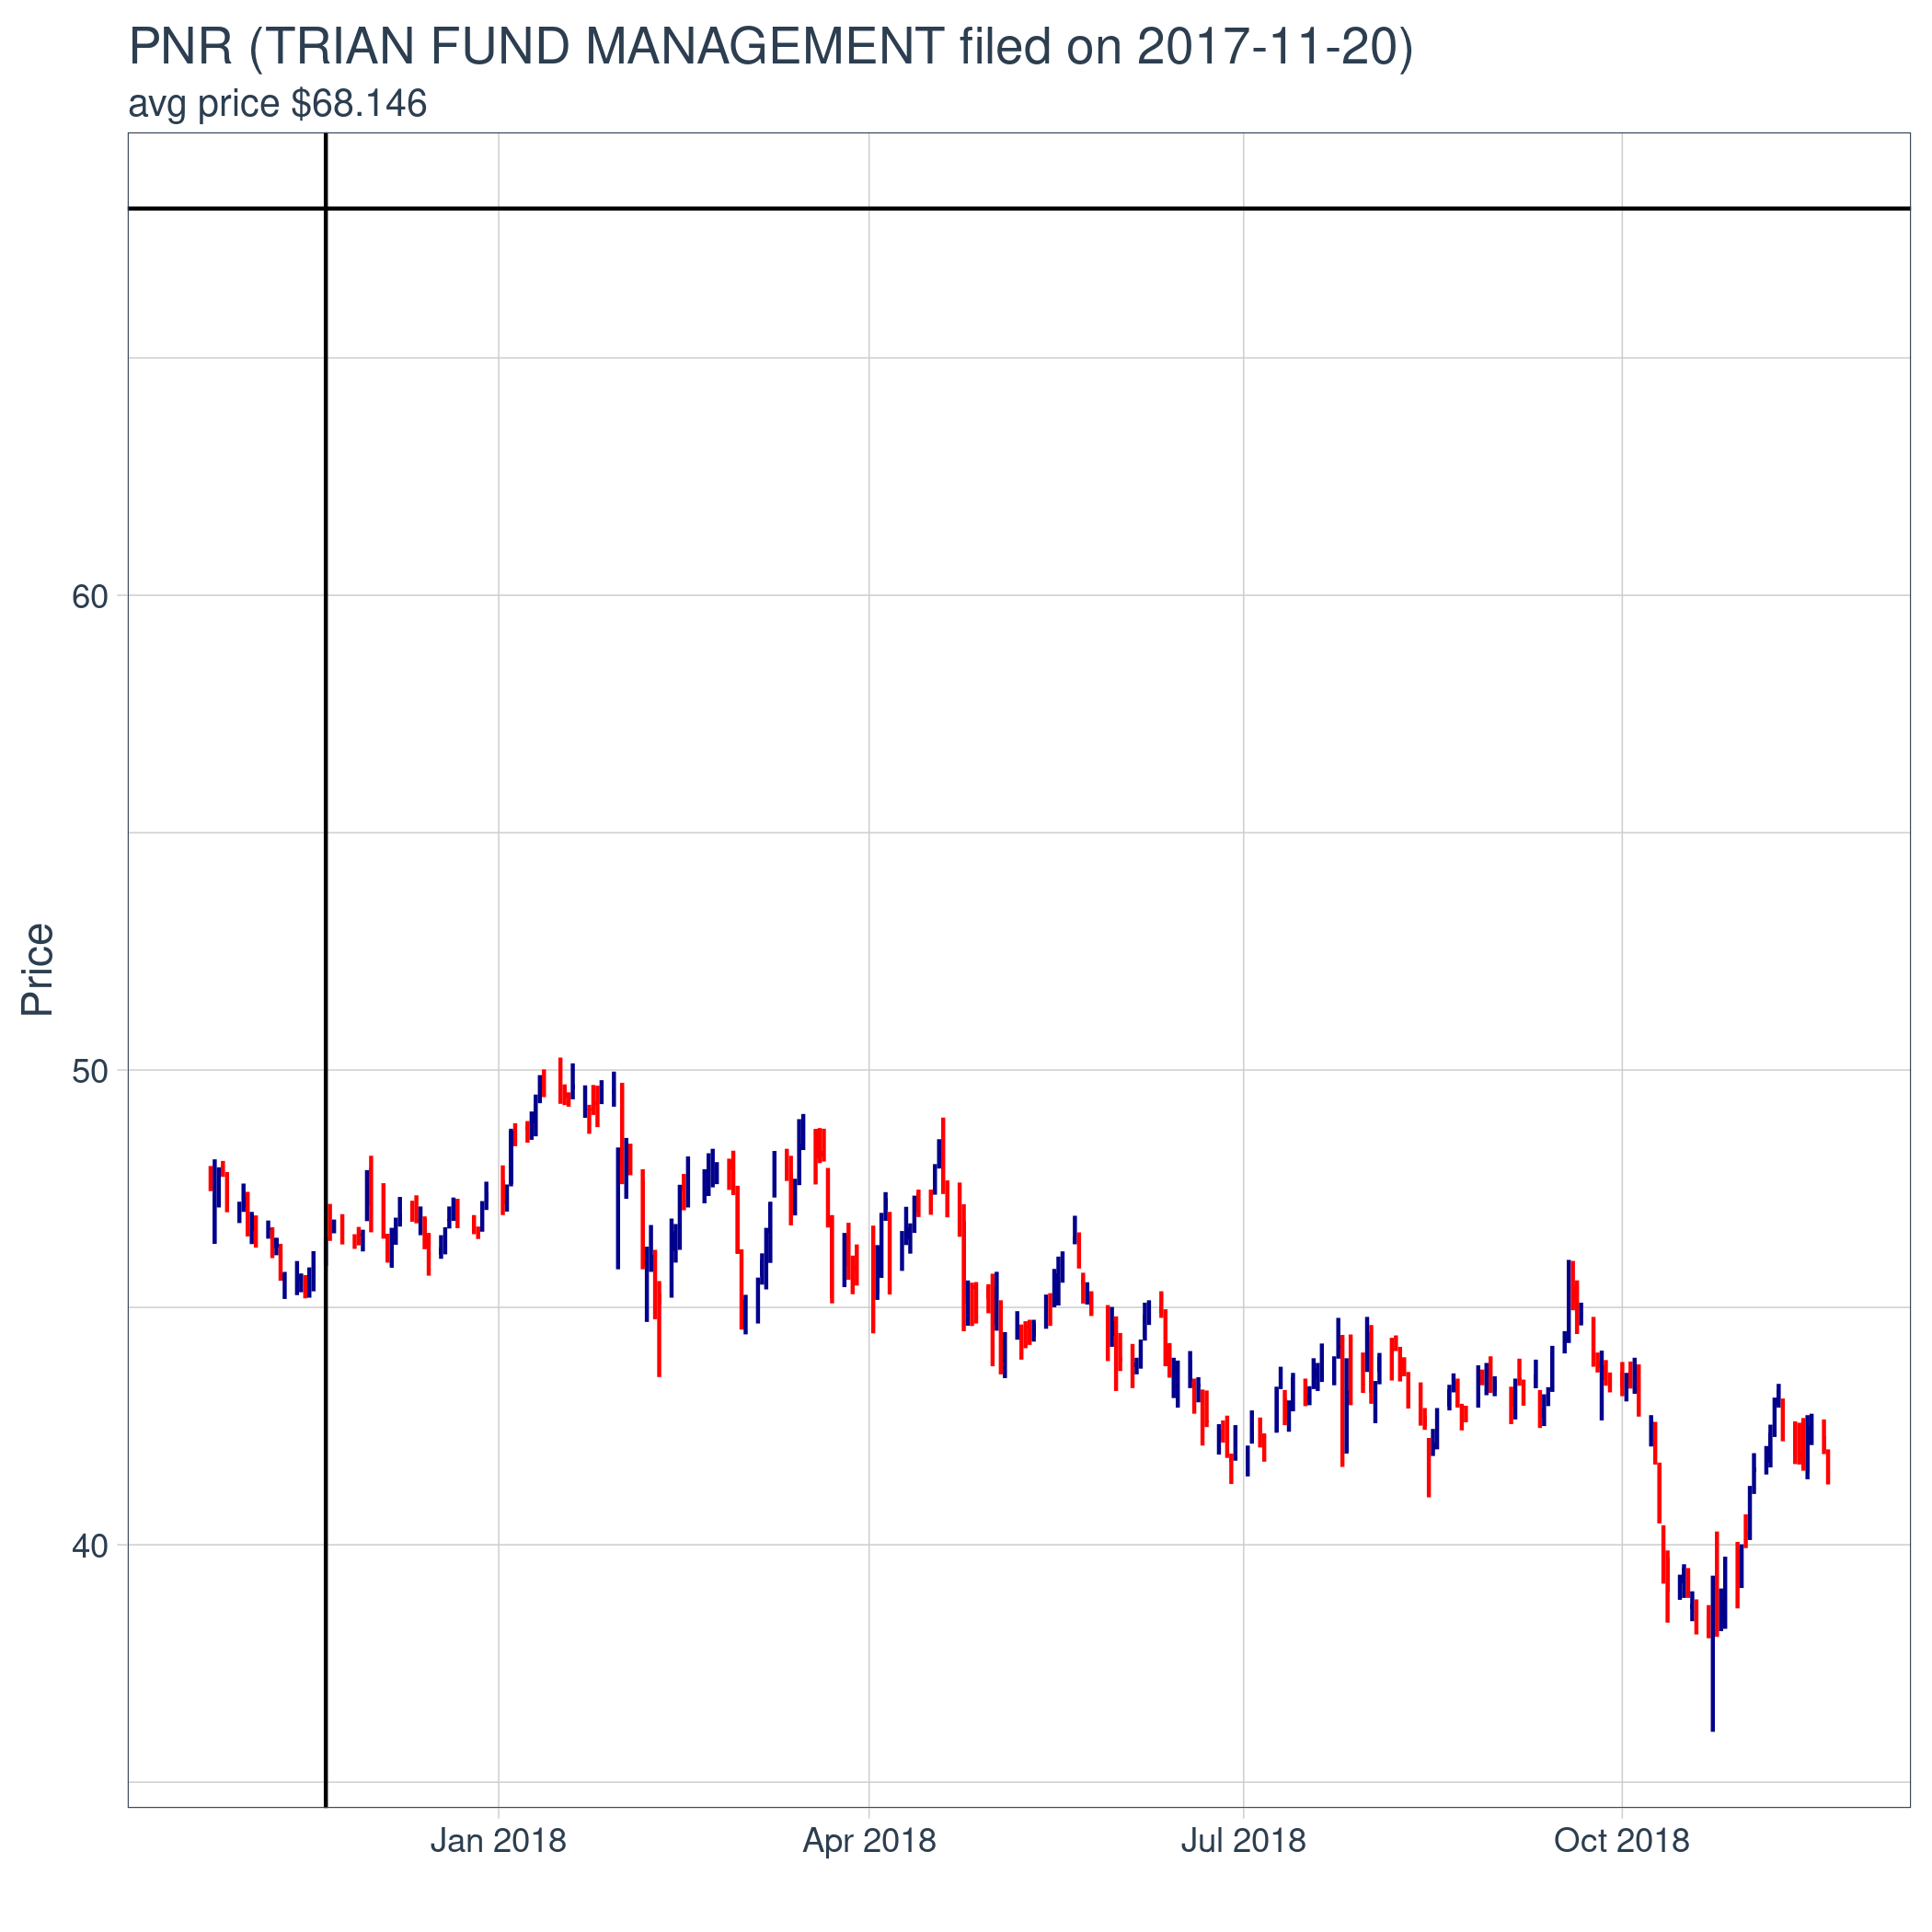 PNR (TRIAN FUND MANAGEMENT filed on 2017-11-20)
avg price $68.146
60
50
40
Price
Jan 2018
Apr 2018
Jul 2018
Oct 2018